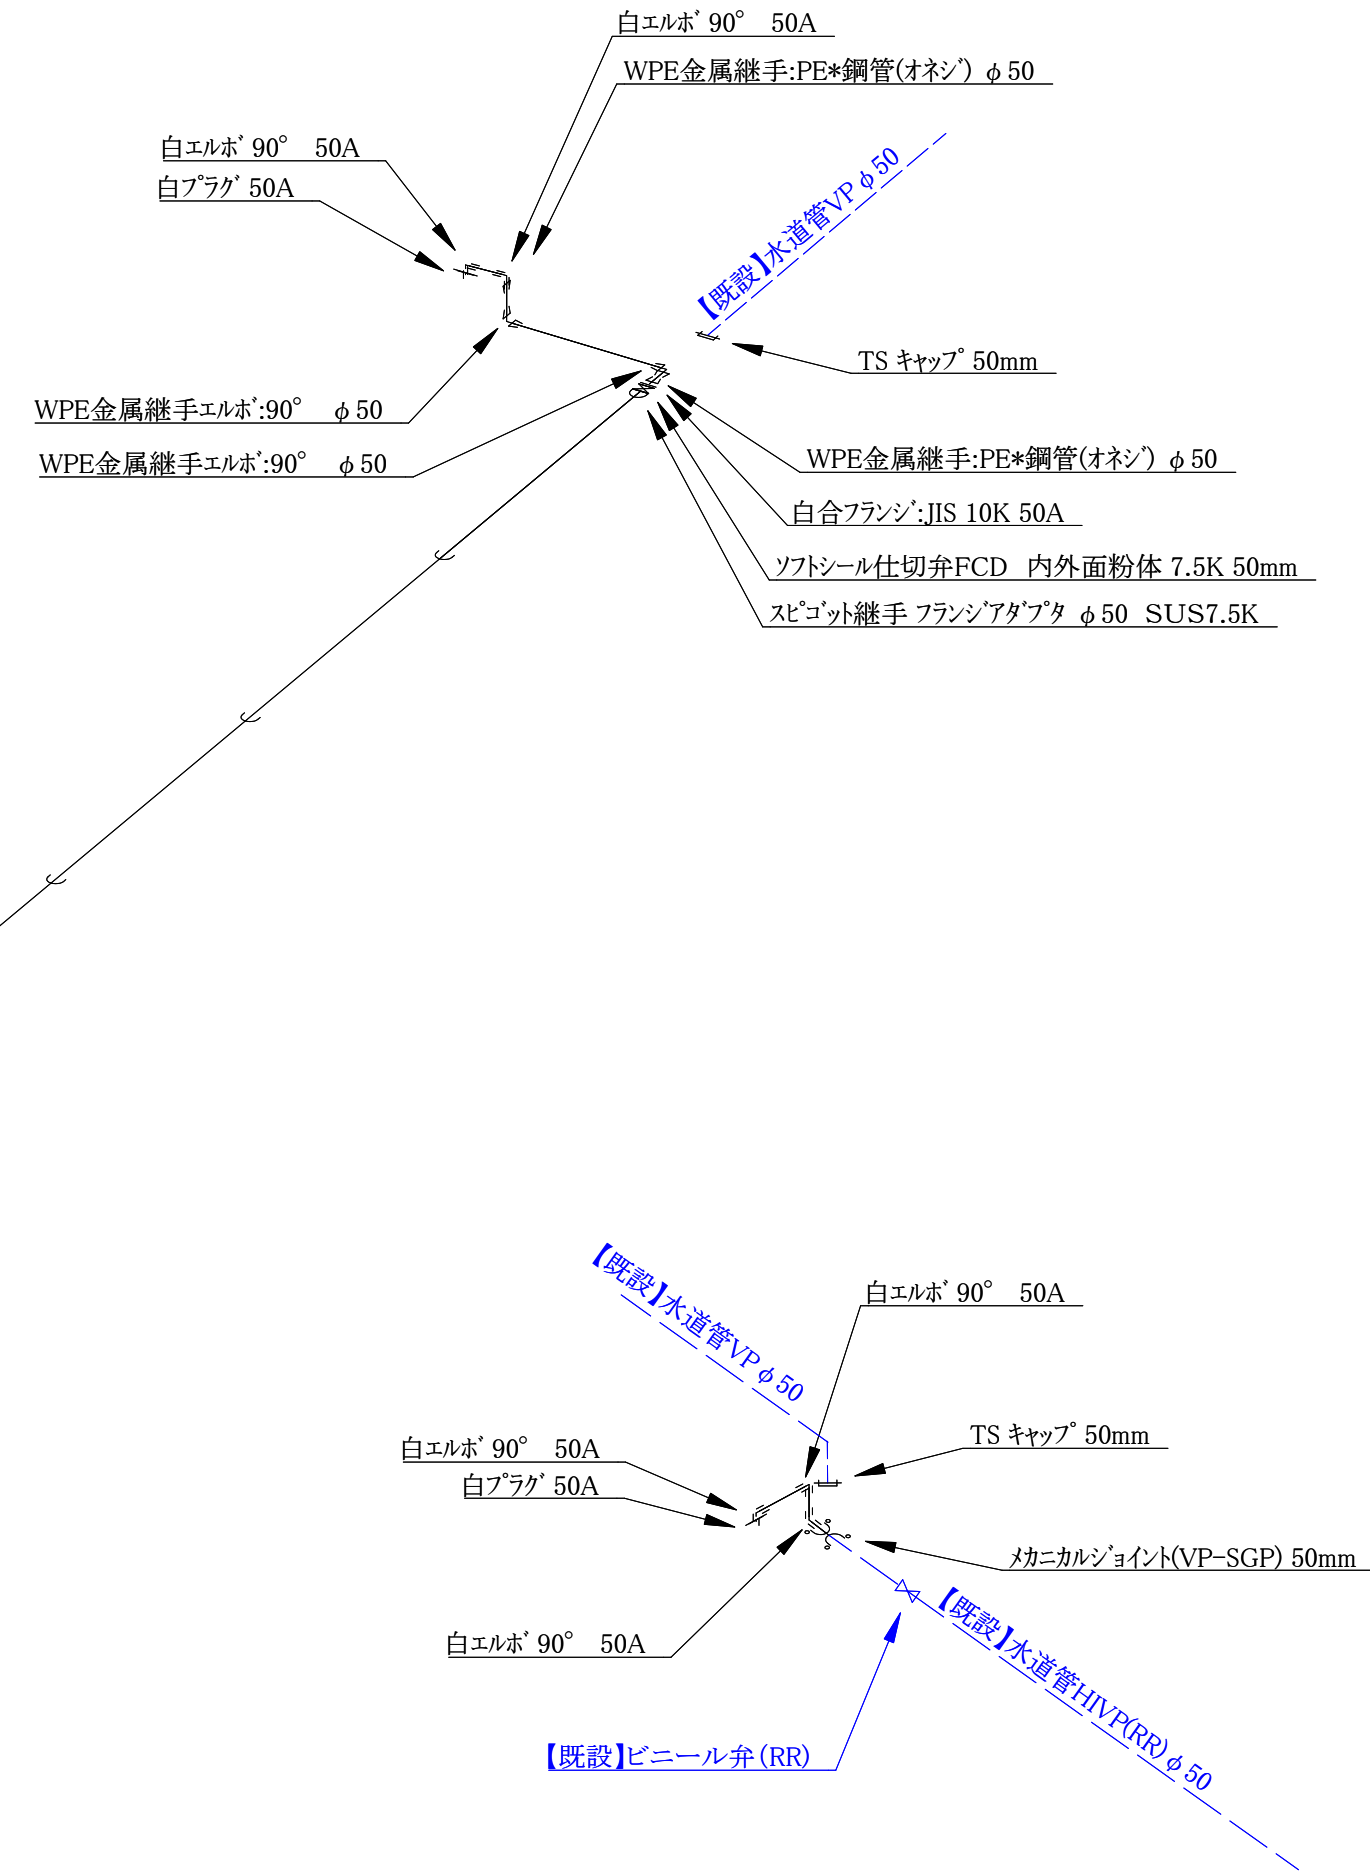 白ｴﾙﾎﾞ 90°　50A
WPE金属継手:PE*鋼管(ｵﾈｼﾞ) φ50
白ｴﾙﾎﾞ 90°　50A
白ﾌﾟﾗｸﾞ 50A
【既設】水道管VPφ50
TS ｷｬｯﾌﾟ 50mm
WPE金属継手ｴﾙﾎﾞ:90°　φ50
WPE金属継手ｴﾙﾎﾞ:90°　φ50
WPE金属継手:PE*鋼管(ｵﾈｼﾞ) φ50
白合ﾌﾗﾝｼﾞ:JIS 10K 50A
ｿﾌﾄｼｰﾙ仕切弁FCD　内外面粉体 7.5K 50mm
ｽﾋﾟｺﾞｯﾄ継手 ﾌﾗﾝｼﾞｱﾀﾞﾌﾟﾀ φ50 SUS7.5K
【既設】水道管VPφ50
白ｴﾙﾎﾞ 90°　50A
TS ｷｬｯﾌﾟ 50mm
白ｴﾙﾎﾞ 90°　50A
白ﾌﾟﾗｸﾞ 50A
ﾒｶﾆｶﾙｼﾞｮｲﾝﾄ(VP-SGP) 50mm
白ｴﾙﾎﾞ 90°　50A
【既設】水道管HIVP(RR)φ50
【既設】ビニール弁(RR)